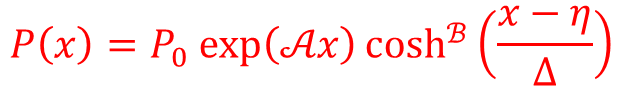 P(x) = P₀ exp(𝒜x) cosh^ℬ ((x − η)/Δ)